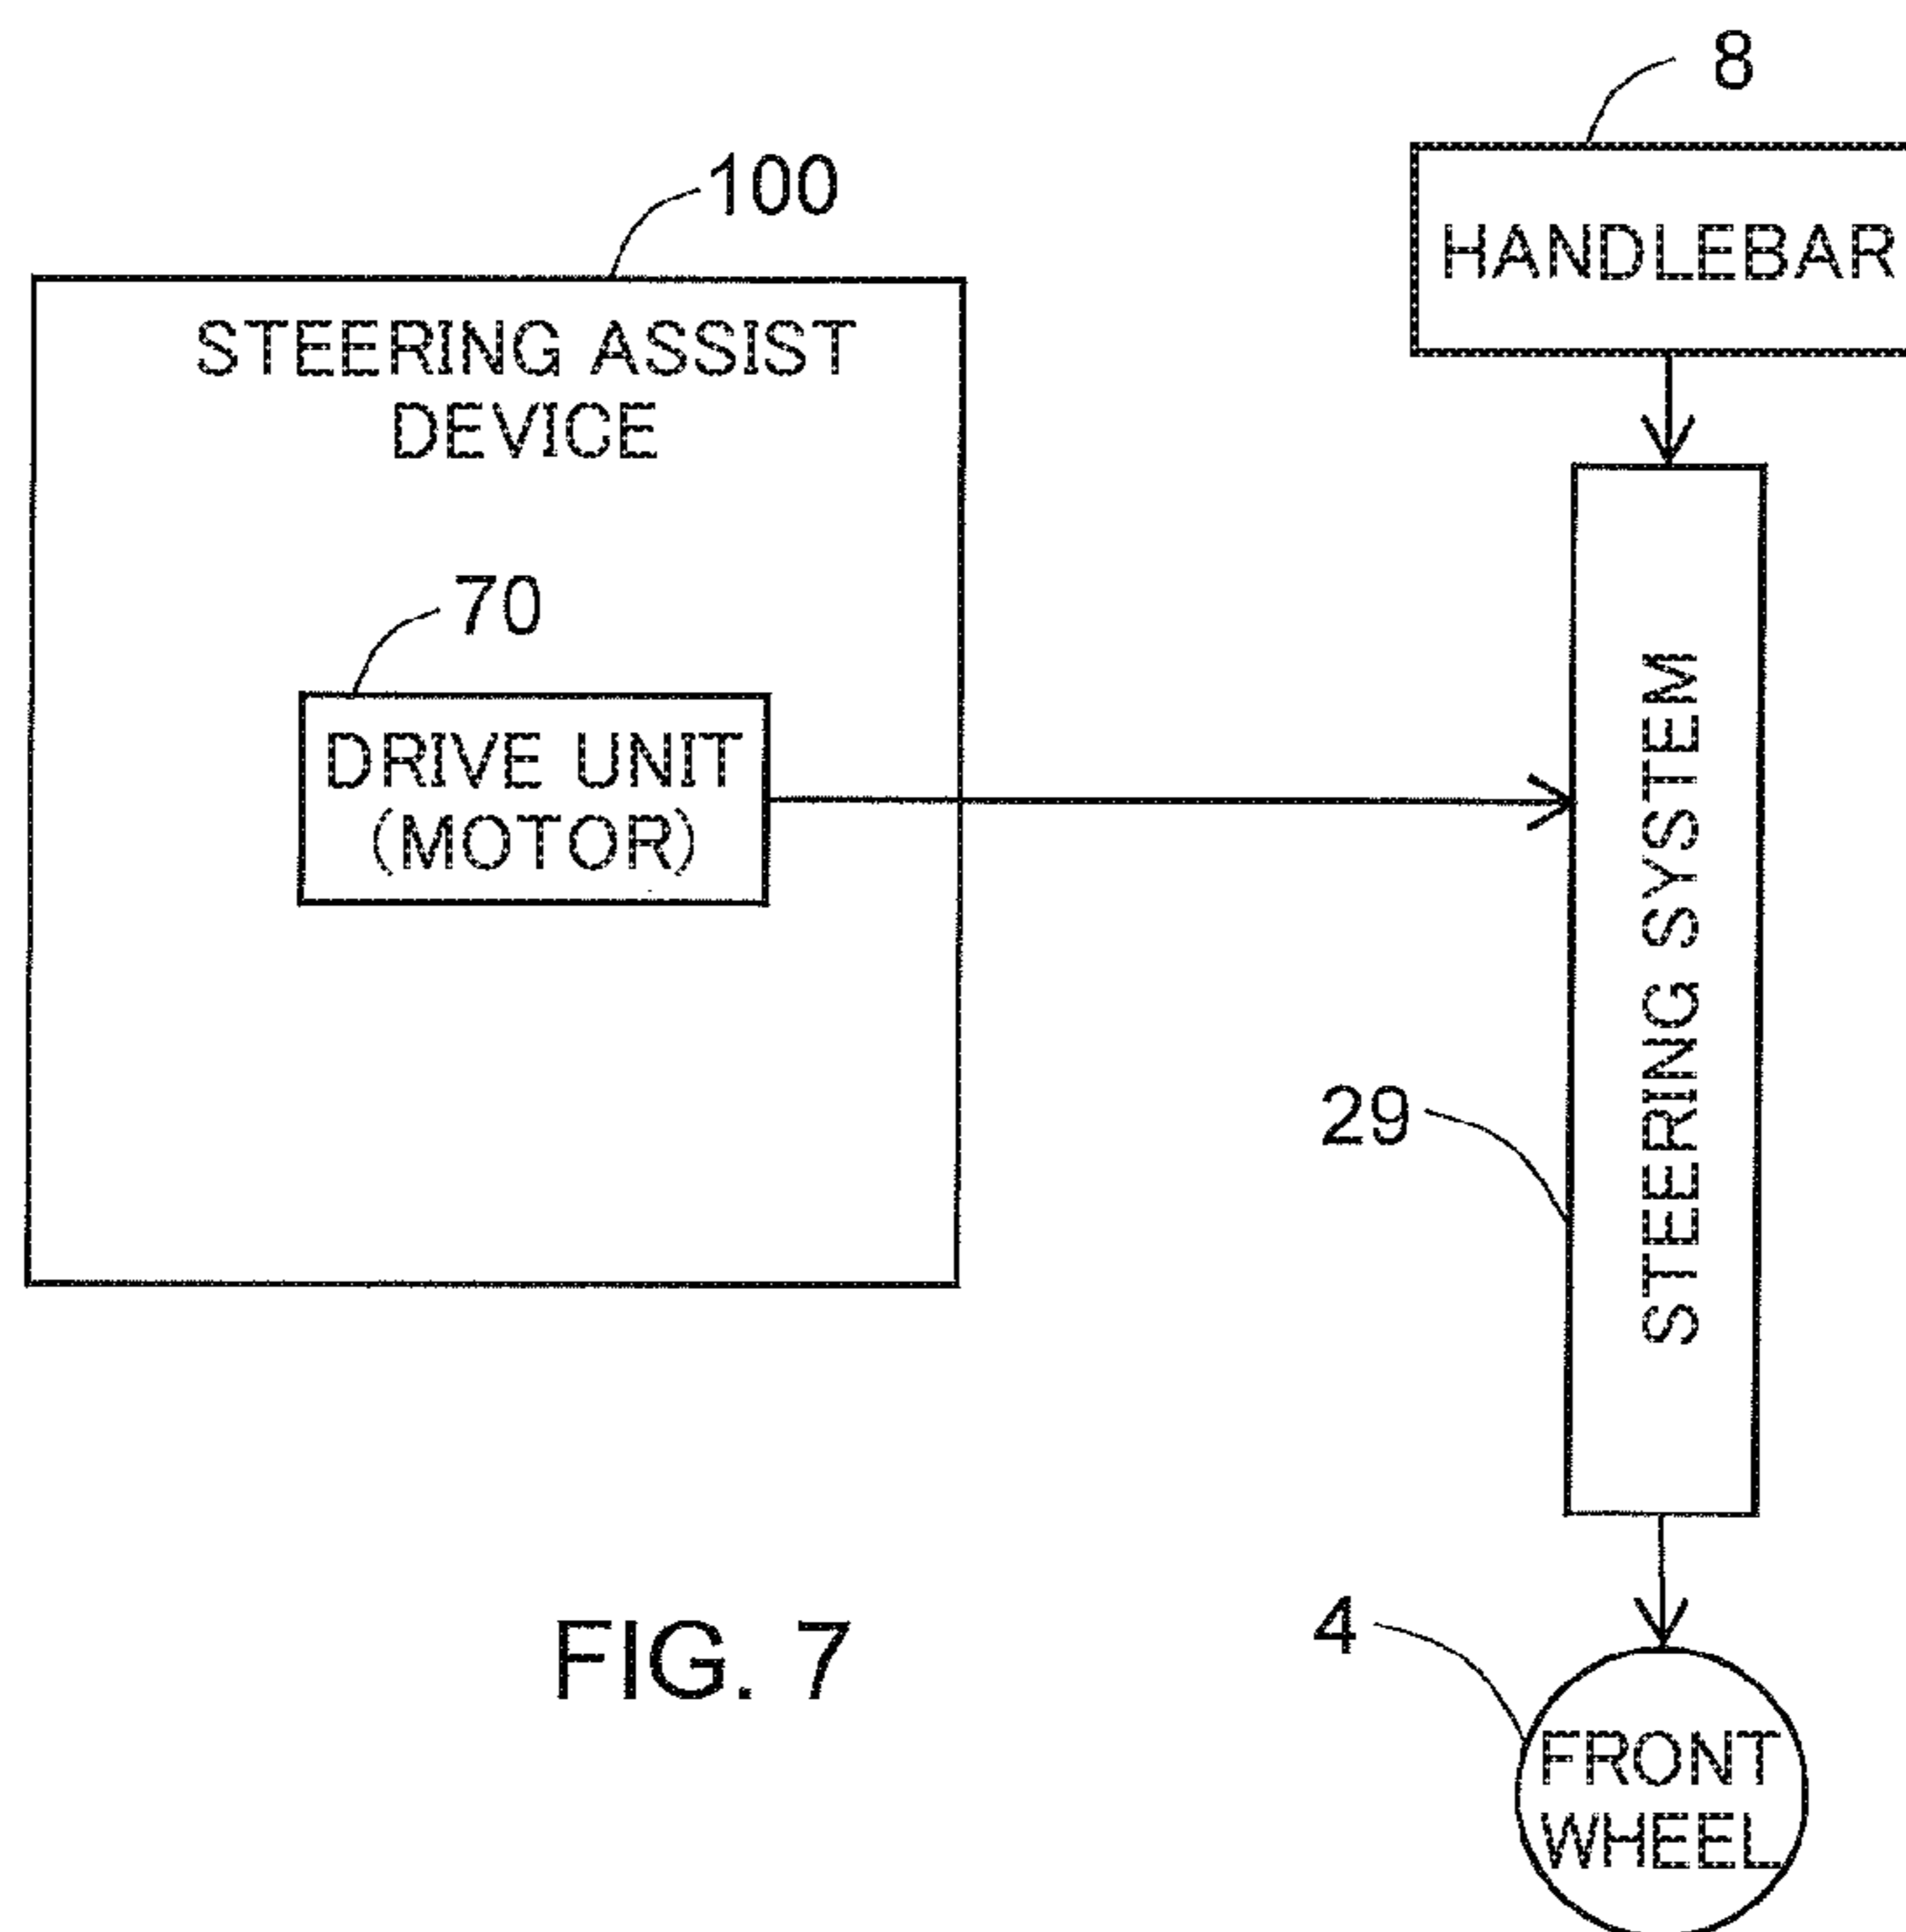 8
HANDLEBAR
100
STEERING ASSIST
DEVICE
70
DRIVE UNIT
(MOTOR)
STEERING SYSTEM
29
FIG. 7
4
FRONT
WHEEL